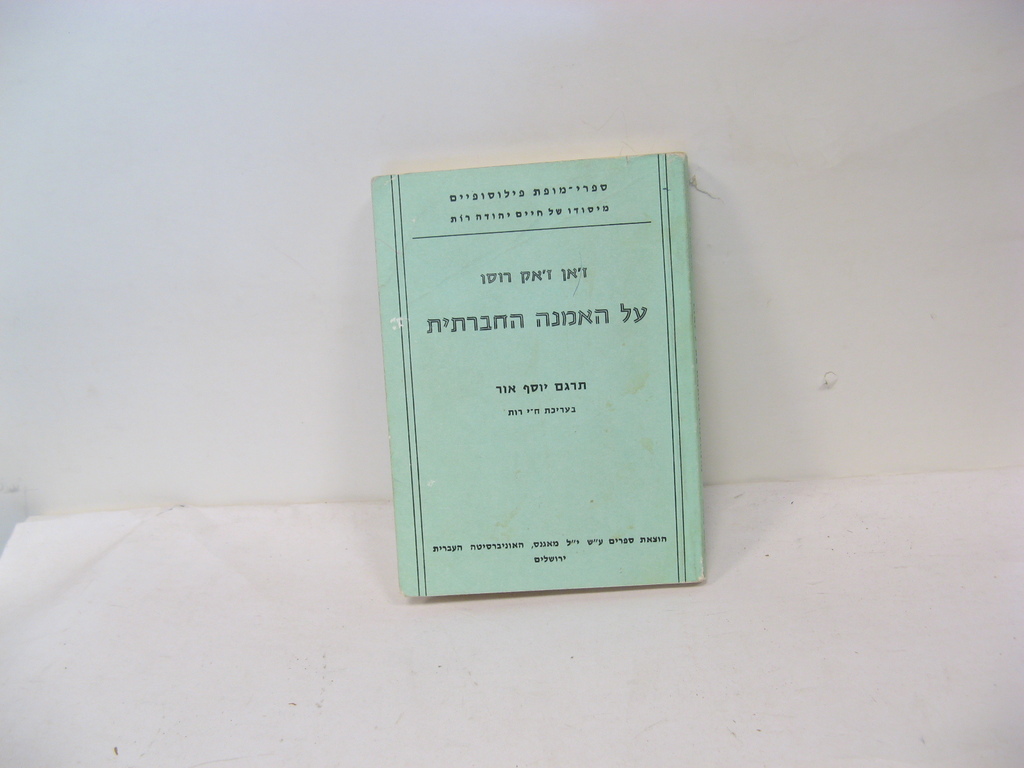 ספרי־מופת פילוסופיים
מיסודו של חיים יהודה רות
ז׳אן ז׳אק רוסו
על האמנה החברתית
תרגם יוסף אור
בעריכת ח״י רות
הוצאת ספרים ע״ש י״ל מאגנס, האוניברסיטה העברית
ירושלים